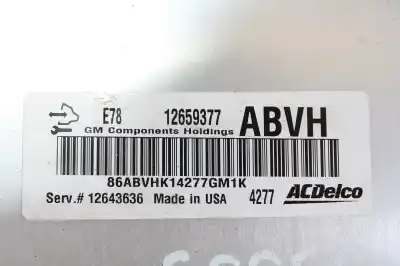 E78 12659377 ABVH
GM Components Holdings
86ABVHK14277GM1K
Serv.# 12643636 Made in USA 4277 ACDelco